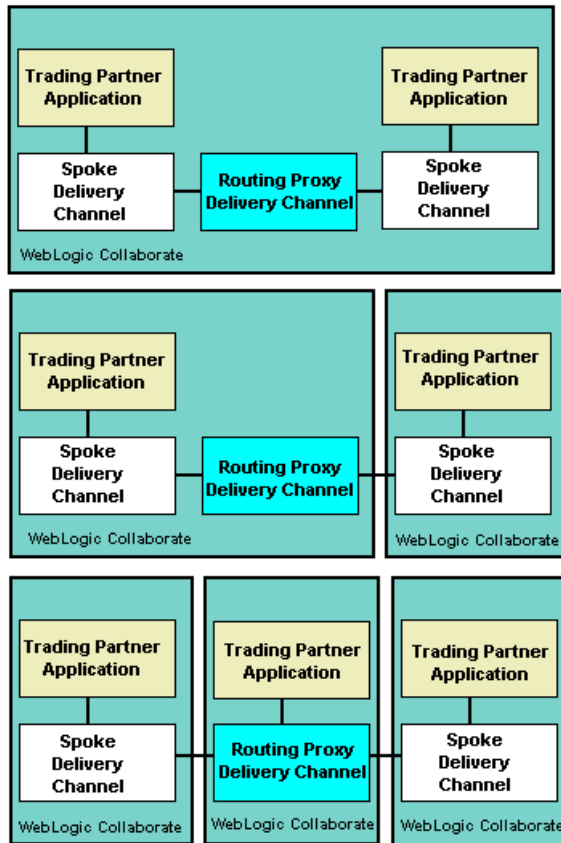 Trading Partner
Application
Trading Partner
Application
Spoke
Delivery
Channel
Routing Proxy
Delivery Channel
Spoke
Delivery
Channel
WebLogic Collaborate
Trading Partner
Application
Trading Partner
Application
Spoke
Delivery
Channel
Routing Proxy
Delivery Channel
Spoke
Delivery
Channel
WebLogic Collaborate
WebLogic Collaborate
Trading Partner
Application
Trading Partner
Application
Trading Partner
Application
Spoke
Delivery
Channel
Routing Proxy
Delivery Channel
Spoke
Delivery
Channel
WebLogic Collaborate
WebLogic Collaborate
WebLogic Collaborate